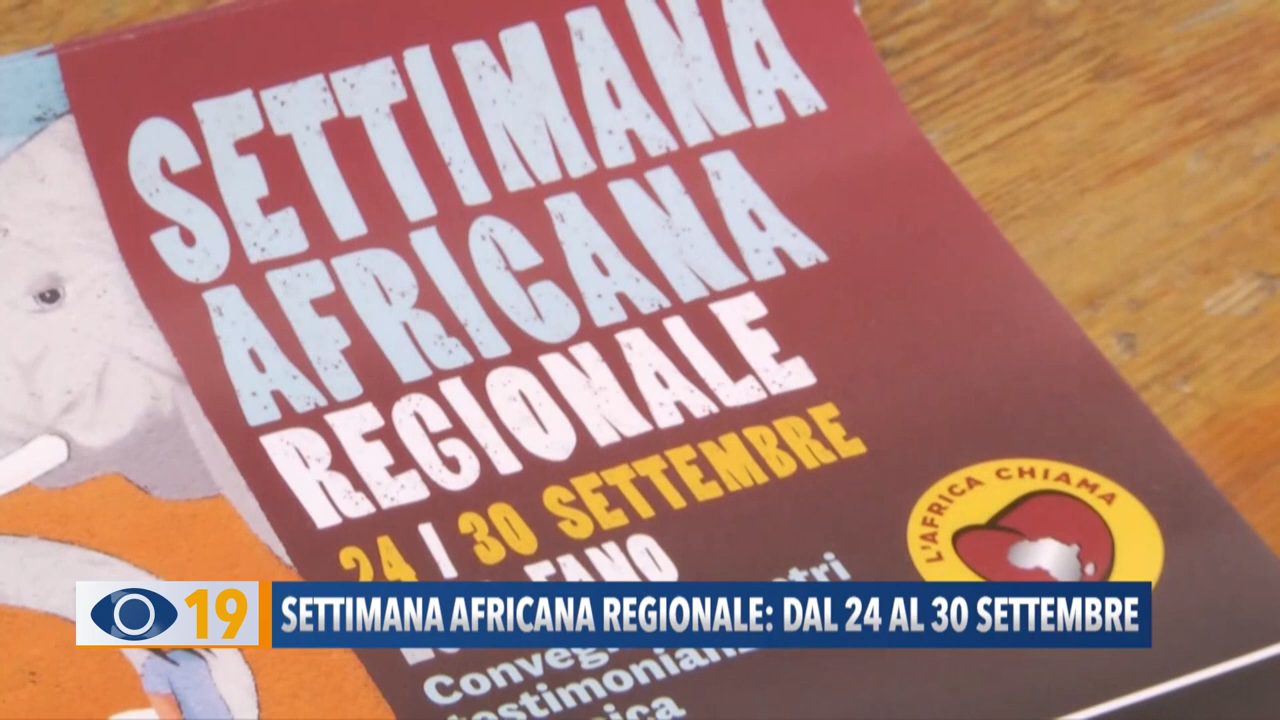 SETTIMANA
AFRICANA
REGIONALE
24 | 30 SETTEMBRE
FANO
L'AFRICA CHIAMA
19
SETTIMANA AFRICANA REGIONALE: DAL 24 AL 30 SETTEMBRE